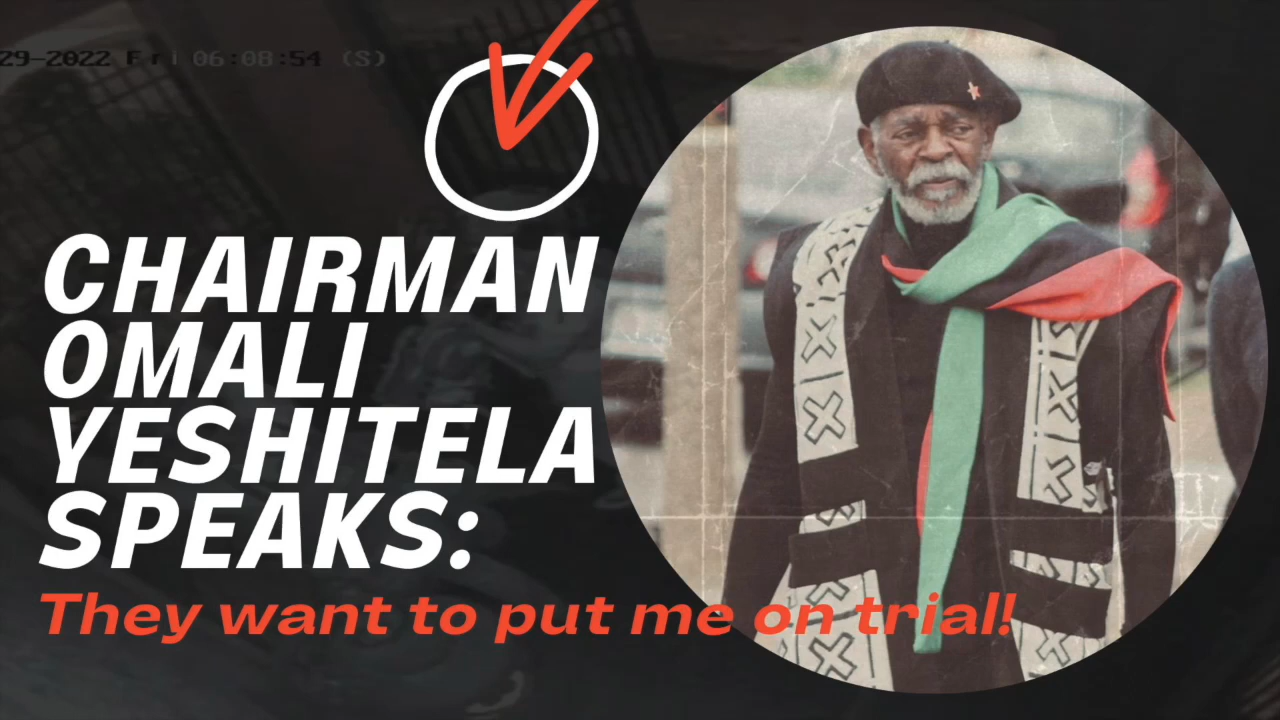 29-2022 Fri 06:08:54 (S)
CHAIRMAN
OMALI
YESHITELA
SPEAKS:
They want to put me on trial!